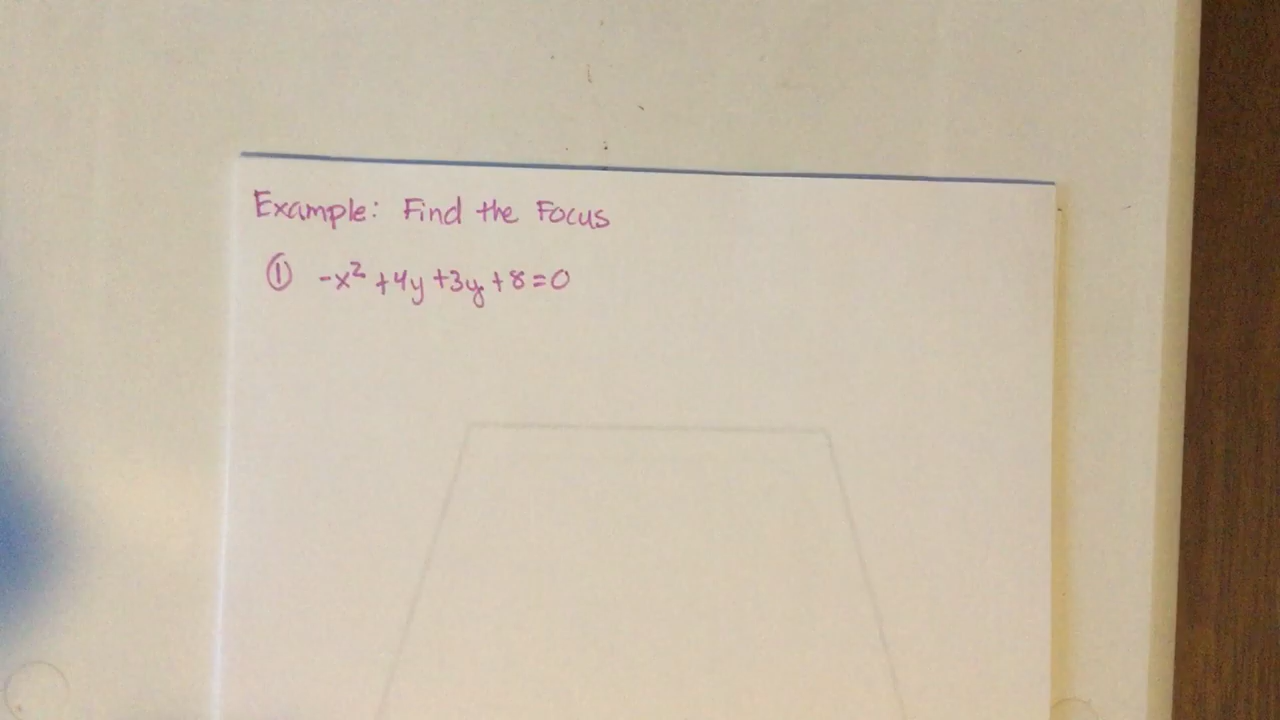 Example: Find the Focus
① -x² +4y +3y +8=0